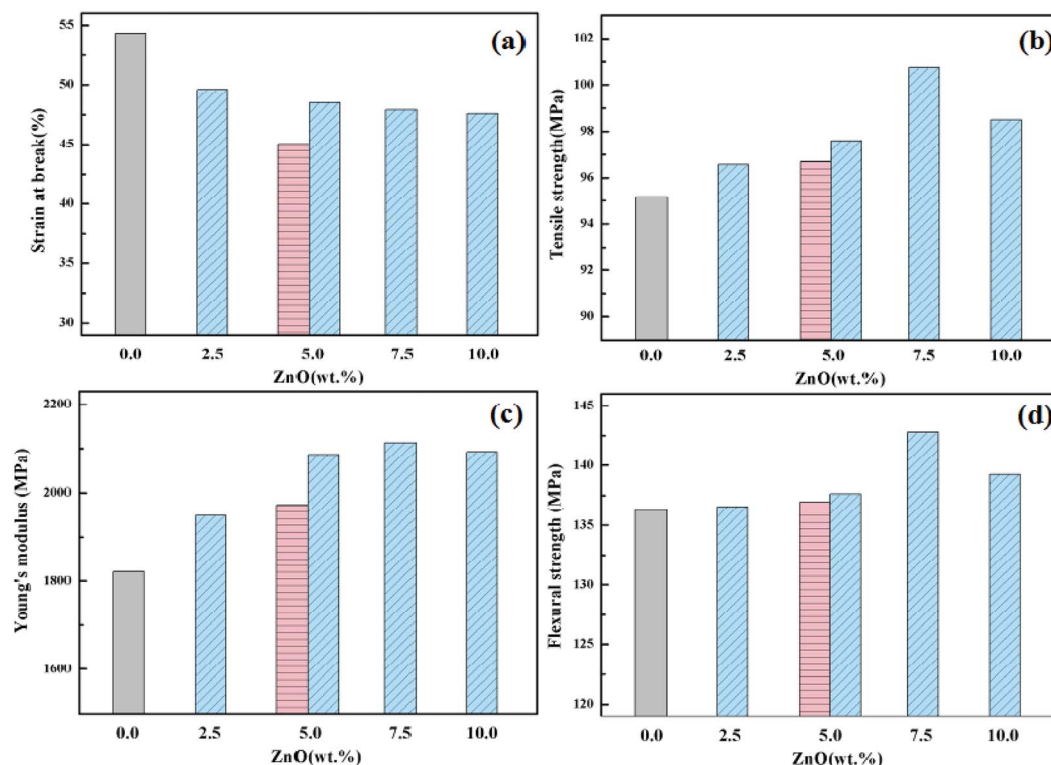 (a)
Strain at break(%)
55
50
45
40
35
30
0.0 2.5 5.0 7.5 10.0
ZnO(wt.%)
(b)
Tensile strength(MPa)
102
100
98
96
94
92
90
0.0 2.5 5.0 7.5 10.0
ZnO(wt.%)
(c)
Young's modulus (MPa)
2200
2000
1800
1600
0.0 2.5 5.0 7.5 10.0
ZnO(wt.%)
(d)
Flexural strength (MPa)
145
140
135
130
125
120
0.0 2.5 5.0 7.5 10.0
ZnO(wt.%)